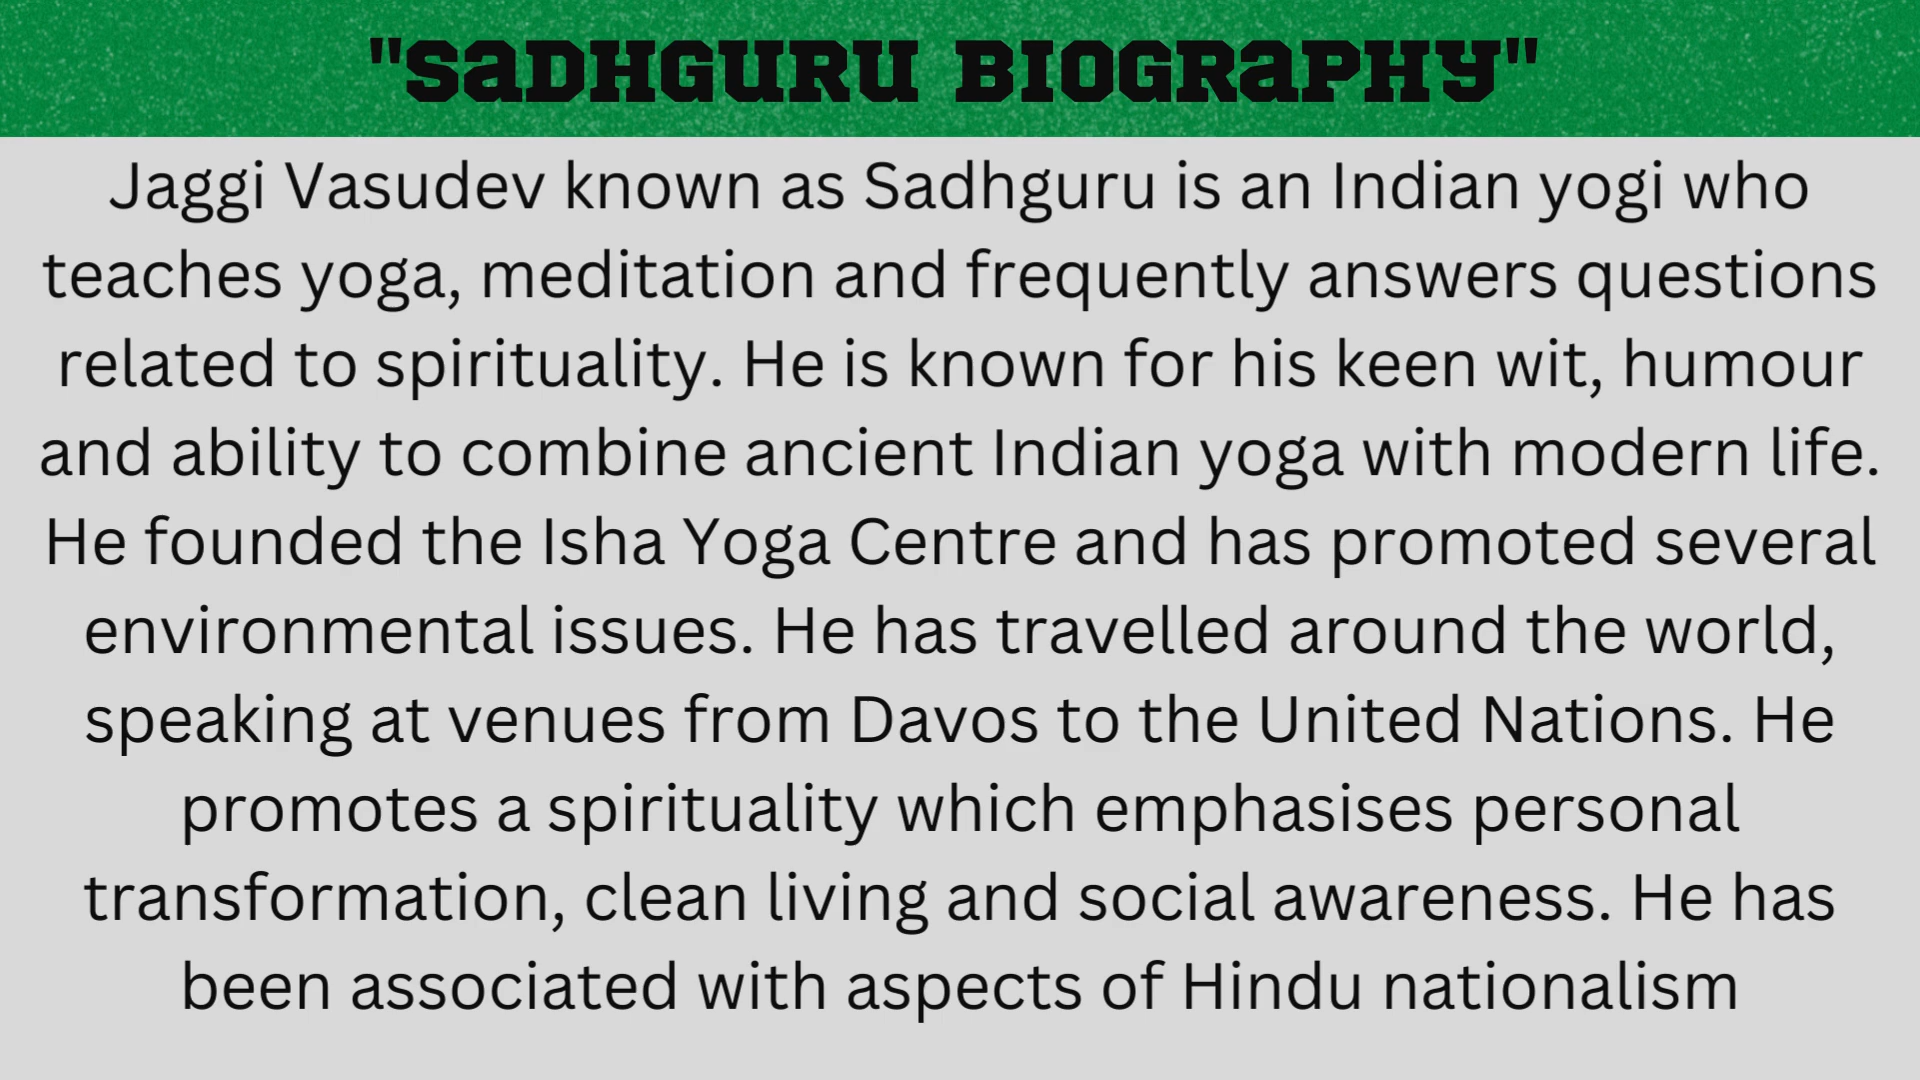 "SaDHGURU BIOGRaPHY"
Jaggi Vasudev known as Sadhguru is an Indian yogi who
teaches yoga, meditation and frequently answers questions
related to spirituality. He is known for his keen wit, humour
and ability to combine ancient Indian yoga with modern life.
He founded the Isha Yoga Centre and has promoted several
environmental issues. He has travelled around the world,
speaking at venues from Davos to the United Nations. He
promotes a spirituality which emphasises personal
transformation, clean living and social awareness. He has
been associated with aspects of Hindu nationalism